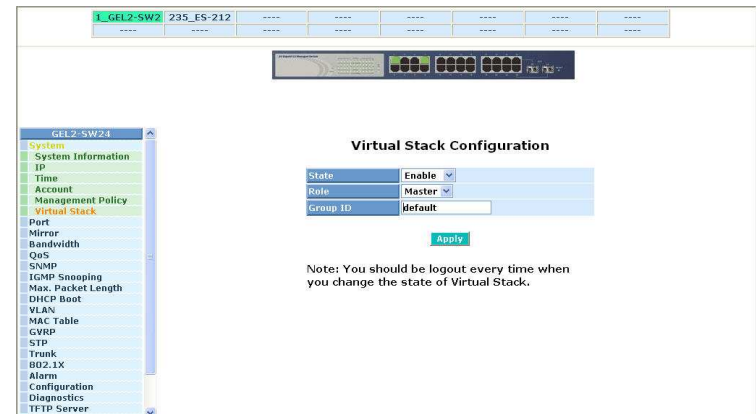 1_GEL2-SW2 235_ES-212 ---- ---- ---- ---- ---- ----
---- ---- ---- ---- ---- ---- ---- ----
GEL2-SW24
System
System Information
IP
Time
Account
Management Policy
Virtual Stack
Port
Mirror
Bandwidth
QoS
SNMP
IGMP Snooping
Max. Packet Length
DHCP Boot
VLAN
MAC Table
GVRP
STP
Trunk
802.1X
Alarm
Configuration
Diagnostics
TFTP Server
Virtual Stack Configuration
State Enable
Role Master
Group ID default
Apply
Note: You should be logout every time when
you change the state of Virtual Stack.